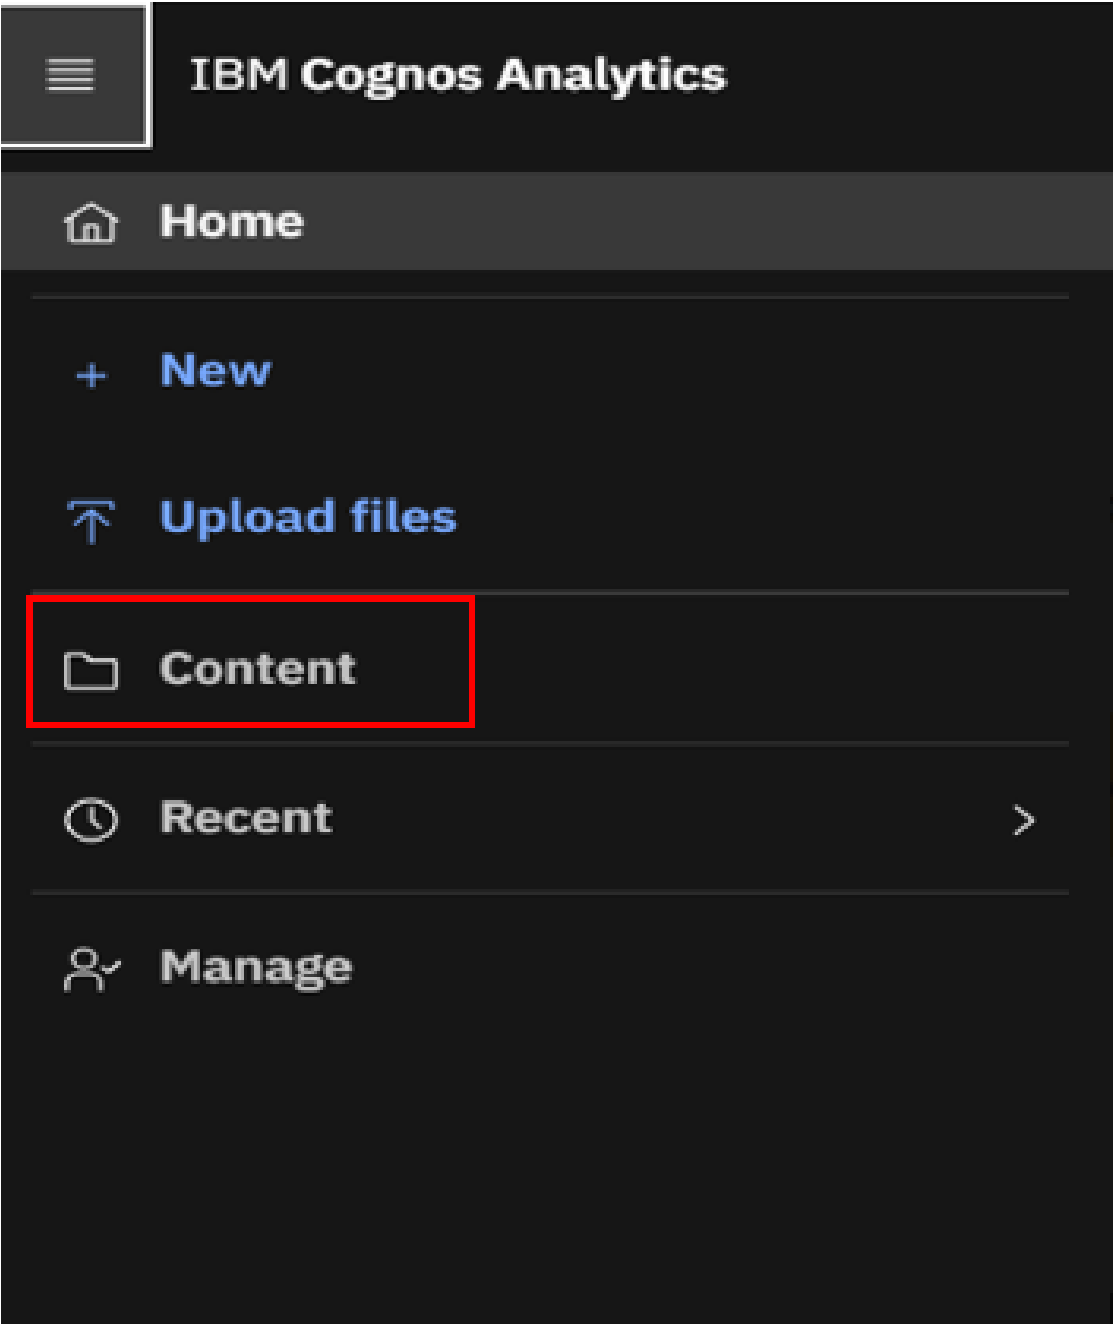 IBM Cognos Analytics
Home
New
Upload files
Content
Recent
Manage